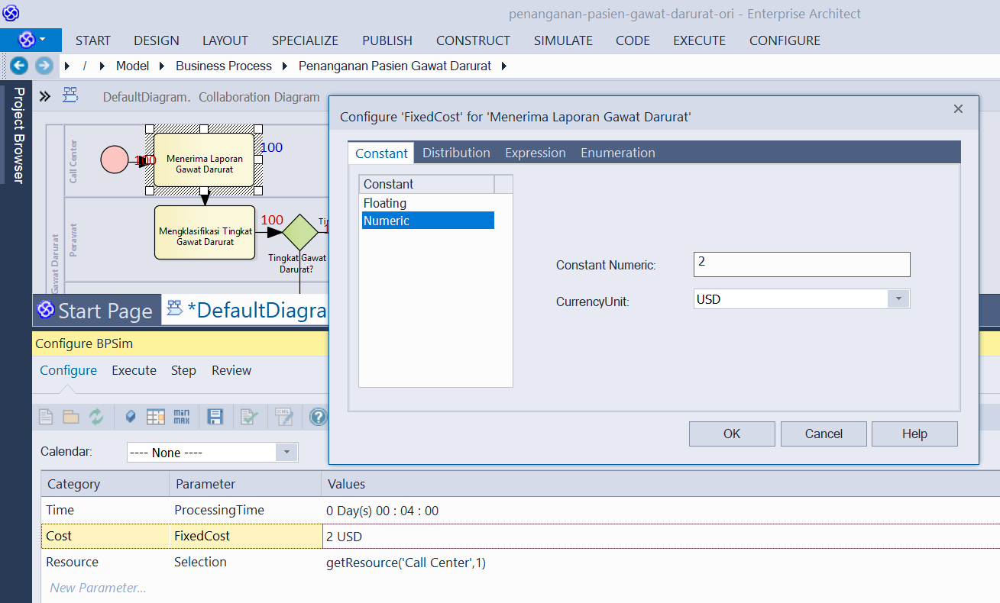 penanganan-pasien-gawat-darurat-ori - Enterprise Architect
START DESIGN LAYOUT SPECIALIZE PUBLISH CONSTRUCT SIMULATE CODE EXECUTE CONFIGURE
/ Model Business Process Penanganan Pasien Gawat Darurat
Project Browser
DefaultDiagram. Collaboration Diagram
Gawat Darurat
Call Center
100
Menerima Laporan
Gawat Darurat
100
Perawat
Mengklasifikasi Tingkat
Gawat Darurat
100
Tingkat Gawat
Darurat?
Start Page
*DefaultDiagra
Configure 'FixedCost' for 'Menerima Laporan Gawat Darurat'
Constant Distribution Expression Enumeration
Constant
Floating
Numeric
Constant Numeric: 2
CurrencyUnit: USD
OK Cancel Help
Configure BPSim
Configure Execute Step Review
min
max
XML
?
Calendar: ---- None ----
Category Parameter Values
Time ProcessingTime 0 Day(s) 00 : 04 : 00
Cost FixedCost 2 USD
Resource Selection getResource('Call Center',1)
New Parameter...